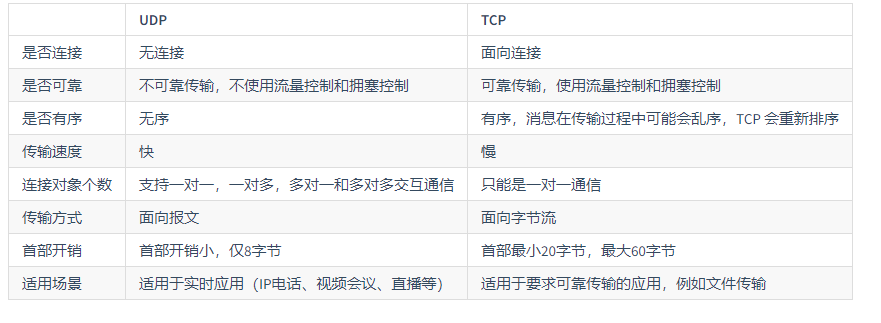 UDP TCP
是否连接 无连接 面向连接
是否可靠 不可靠传输，不使用流量控制和拥塞控制 可靠传输，使用流量控制和拥塞控制
是否有序 无序 有序，消息在传输过程中可能会乱序，TCP 会重新排序
传输速度 快 慢
连接对象个数 支持一对一，一对多，多对一和多对多交互通信 只能是一对一通信
传输方式 面向报文 面向字节流
首部开销 首部开销小，仅8字节 首部最小20字节，最大60字节
适用场景 适用于实时应用（IP电话、视频会议、直播等） 适用于要求可靠传输的应用，例如文件传输